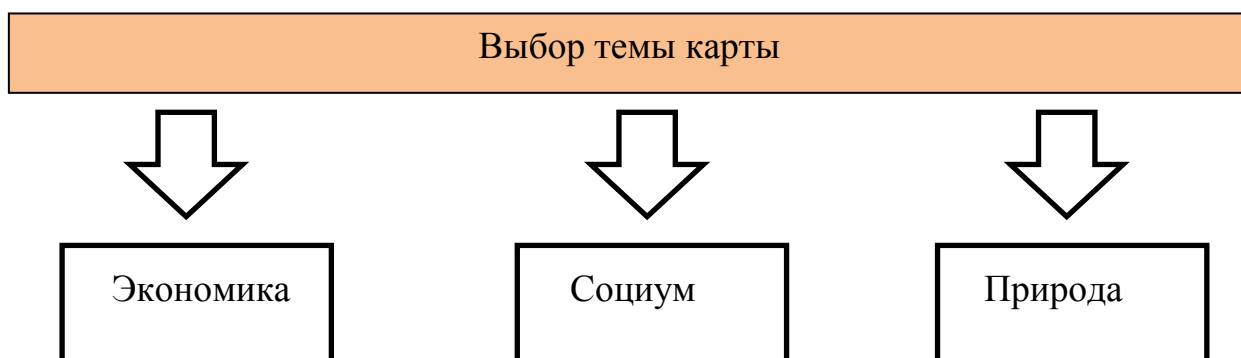 Выбор темы карты
Экономика
Социум
Природа